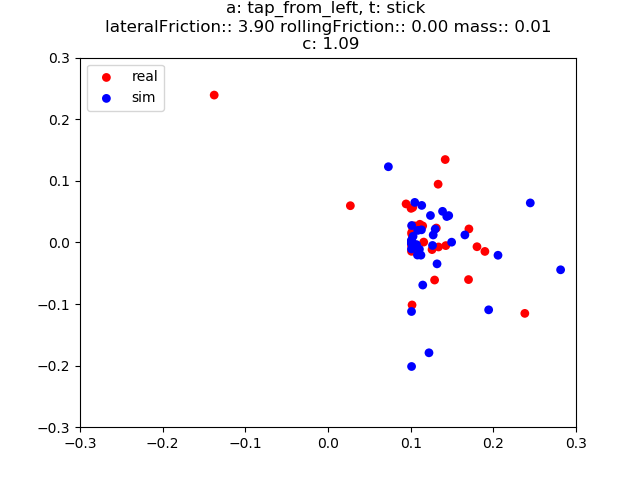 a: tap_from_left, t: stick
lateralFriction:: 3.90 rollingFriction:: 0.00 mass:: 0.01
c: 1.09
real
sim
0.3
0.2
0.1
0.0
−0.1
−0.2
−0.3
−0.3
−0.2
−0.1
0.0
0.1
0.2
0.3